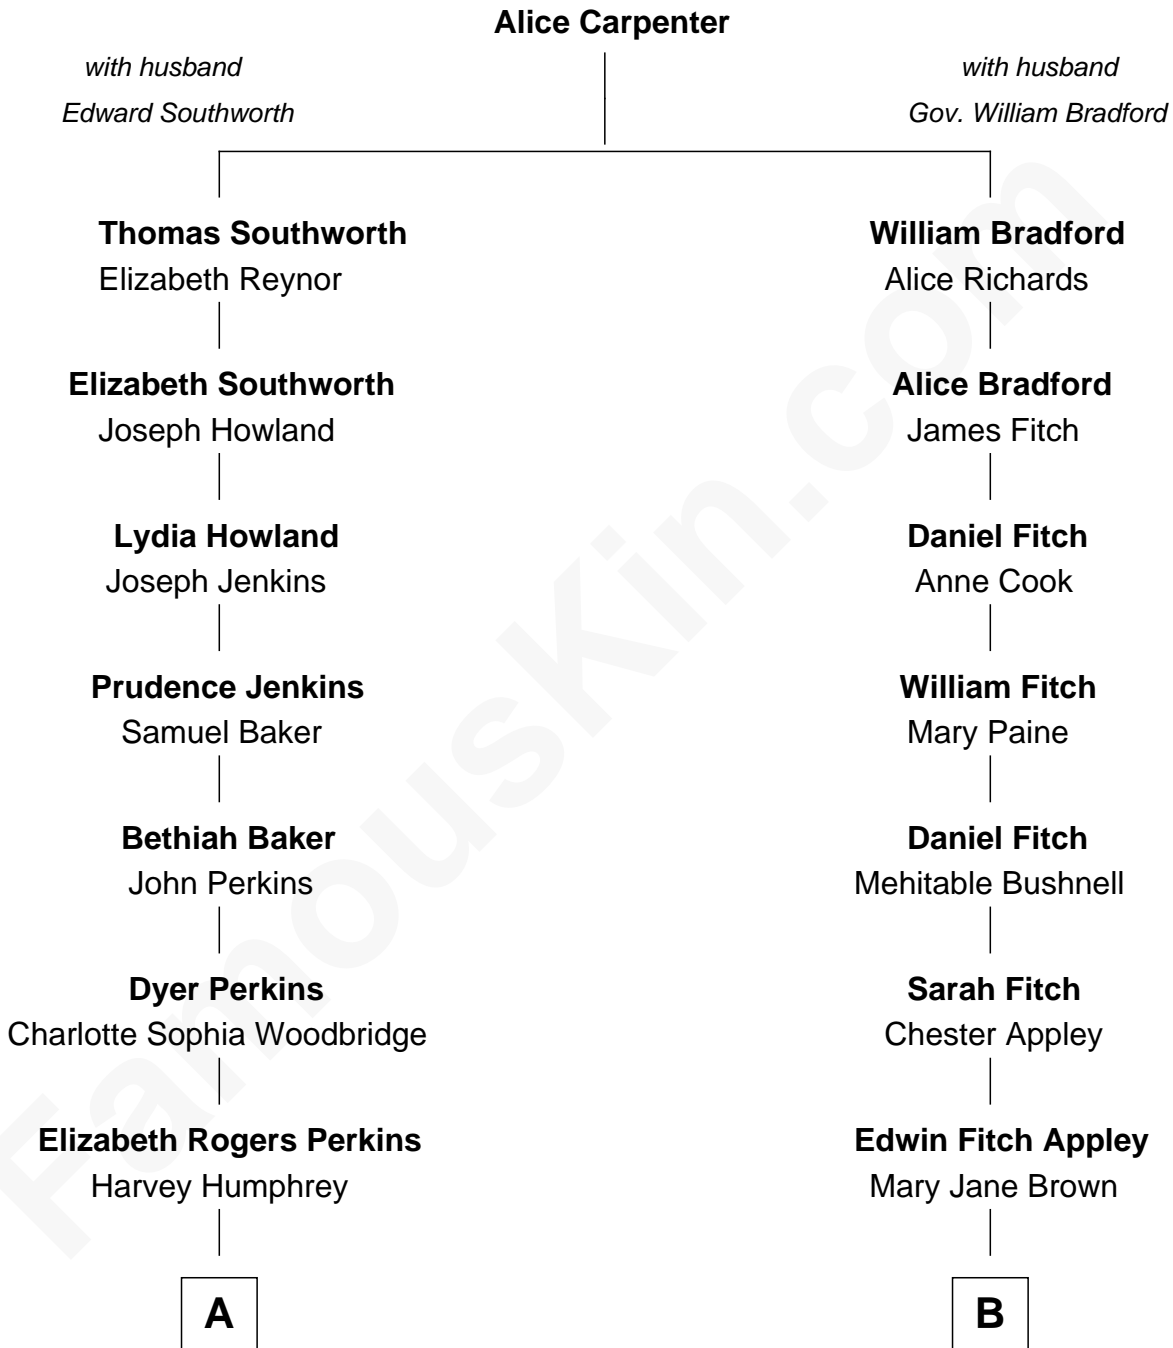 Alice Carpenter
with husband
Edward Southworth
with husband
Gov. William Bradford
Thomas Southworth
Elizabeth Reynor
William Bradford
Alice Richards
Elizabeth Southworth
Joseph Howland
Alice Bradford
James Fitch
Lydia Howland
Joseph Jenkins
Daniel Fitch
Anne Cook
Prudence Jenkins
Samuel Baker
William Fitch
Mary Paine
Bethiah Baker
John Perkins
Daniel Fitch
Mehitable Bushnell
Dyer Perkins
Charlotte Sophia Woodbridge
Sarah Fitch
Chester Appley
Elizabeth Rogers Perkins
Harvey Humphrey
Edwin Fitch Appley
Mary Jane Brown
A
B
FamousKin.com